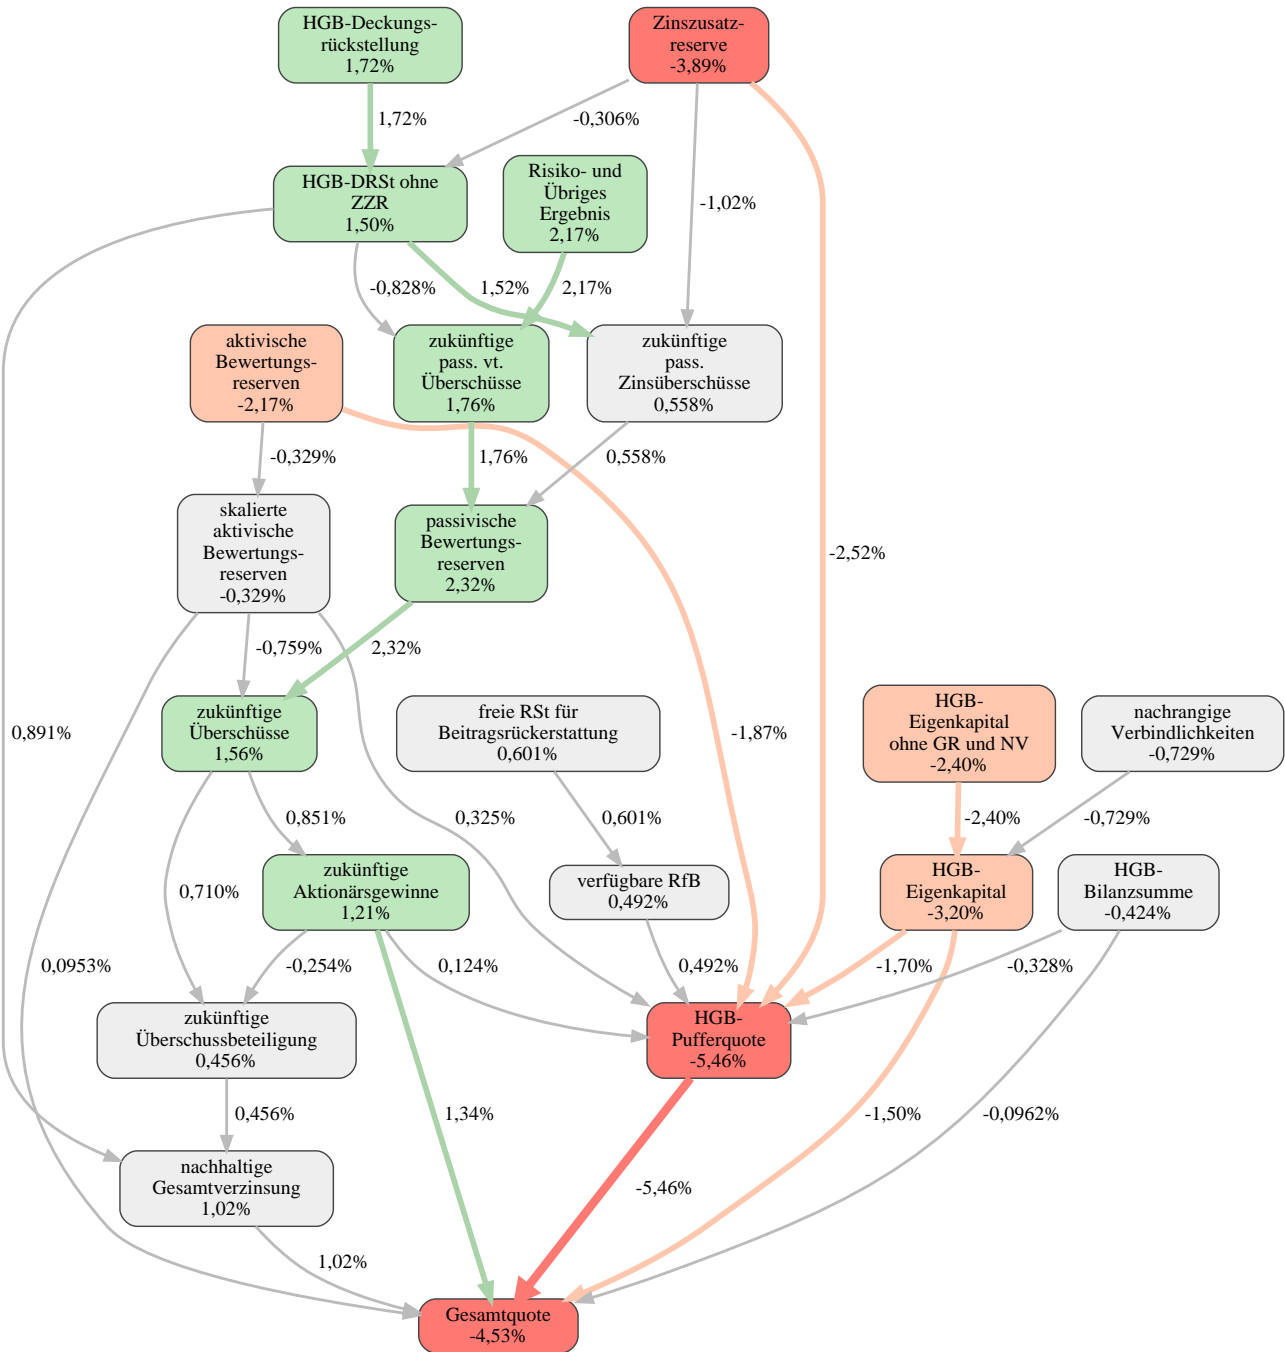 HGB-Deckungs-
rückstellung
1,72%
Zinszusatz-
reserve
-3,89%
1,72%
-0,306%
HGB-DRSt ohne
ZZR
1,50%
Risiko- und
Übriges
Ergebnis
2,17%
-1,02%
-0,828%
1,52%
2,17%
aktivische
Bewertungs-
reserven
-2,17%
zukünftige
pass. vt.
Überschüsse
1,76%
zukünftige
pass.
Zinsüberschüsse
0,558%
-0,329%
1,76%
0,558%
skalierte
aktivische
Bewertungs-
reserven
-0,329%
passivische
Bewertungs-
reserven
2,32%
-2,52%
-0,759%
2,32%
0,891%
zukünftige
Überschüsse
1,56%
freie RSt für
Beitragsrückerstattung
0,601%
-1,87%
HGB-
Eigenkapital
ohne GR und NV
-2,40%
nachrangige
Verbindlichkeiten
-0,729%
0,851%
0,325%
0,601%
-2,40%
-0,729%
0,710%
zukünftige
Aktionärsgewinne
1,21%
verfügbare RfB
0,492%
HGB-
Eigenkapital
-3,20%
HGB-
Bilanzsumme
-0,424%
0,0953%
-0,254%
0,124%
0,492%
-1,70%
-0,328%
zukünftige
Überschussbeteiligung
0,456%
HGB-
Pufferquote
-5,46%
0,456%
1,34%
-1,50%
-0,0962%
nachhaltige
Gesamtverzinsung
1,02%
-5,46%
1,02%
Gesamtquote
-4,53%